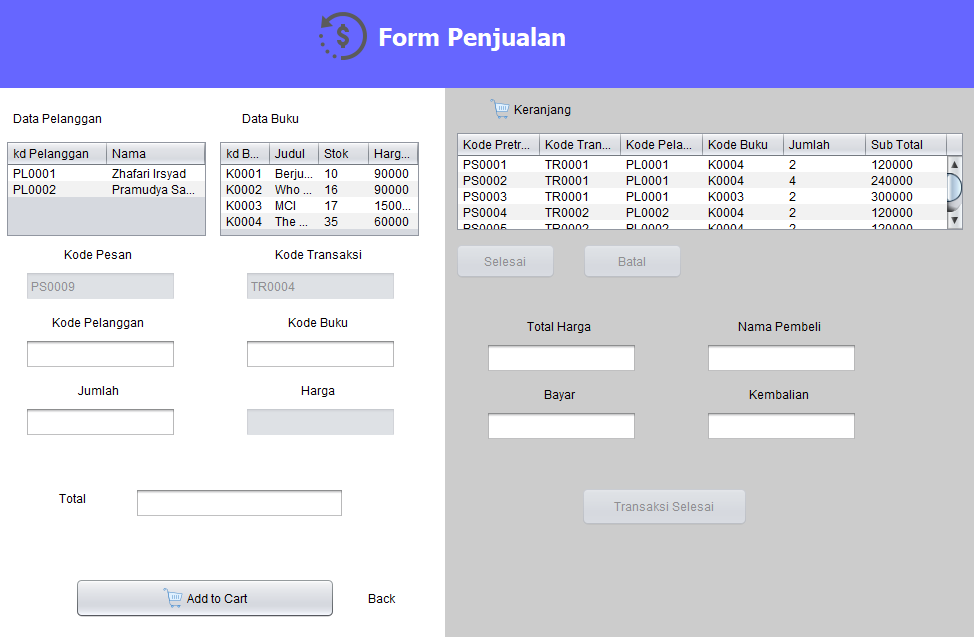 Form Penjualan
Data Pelanggan
Data Buku
kd Pelanggan Nama
PL0001 Zhafari Irsyad
PL0002 Pramudya Sa...
kd B... Judul Stok Harg...
K0001 Berju... 10 90000
K0002 Who ... 16 90000
K0003 MCI 17 1500...
K0004 The ... 35 60000
Kode Pesan Kode Transaksi
PS0009 TR0004
Kode Pelanggan Kode Buku
Jumlah Harga
Total
Add to Cart Back
Keranjang
Kode Pretr... Kode Tran... Kode Pela... Kode Buku Jumlah Sub Total
PS0001 TR0001 PL0001 K0004 2 120000
PS0002 TR0001 PL0001 K0004 4 240000
PS0003 TR0001 PL0001 K0003 2 300000
PS0004 TR0002 PL0002 K0004 2 120000
PS0005 TR0002 PL0002 K0004 2 120000
Selesai Batal
Total Harga Nama Pembeli
Bayar Kembalian
Transaksi Selesai